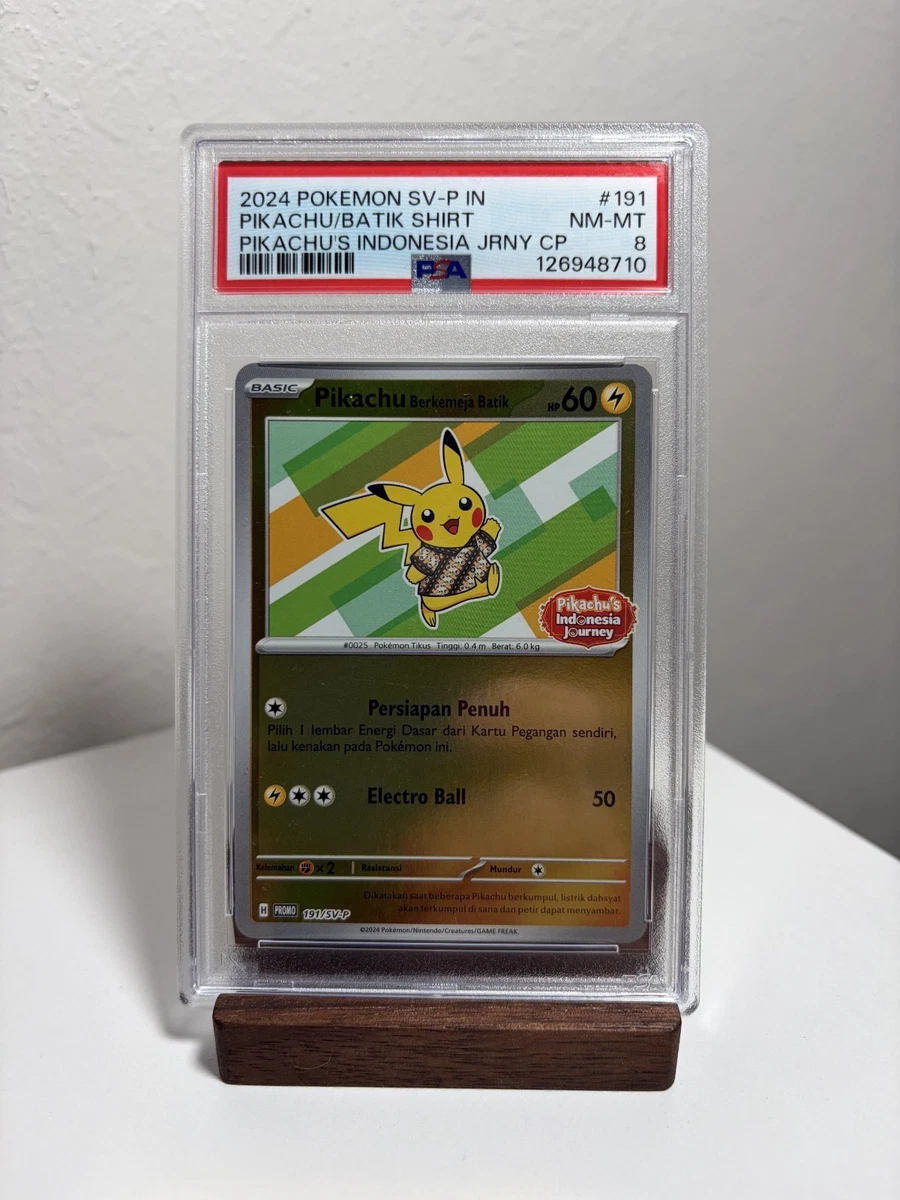 2024 POKEMON SV-P IN #191
PIKACHU/BATIK SHIRT NM-MT
PIKACHU'S INDONESIA JRNY CP 8
PSA 126948710
BASIC Pikachu Berkemeja Batik HP 60
Pikachu's
Indonesia
Journey
#0025 Pokémon Tikus Tinggi: 0.4 m Berat: 6.0 kg
Persiapan Penuh
Pilih 1 lembar Energi Dasar dari Kartu Pegangan sendiri,
lalu kenakan pada Pokémon ini.
Electro Ball 50
Kelemahan ×2 Resistansi Mundur
Dikatakan saat beberapa Pikachu berkumpul, listrik dahsyat
akan terkumpul di sana dan petir dapat menyambar.
H PROMO 191/SV-P
©2024 Pokémon/Nintendo/Creatures/GAME FREAK.
PSA